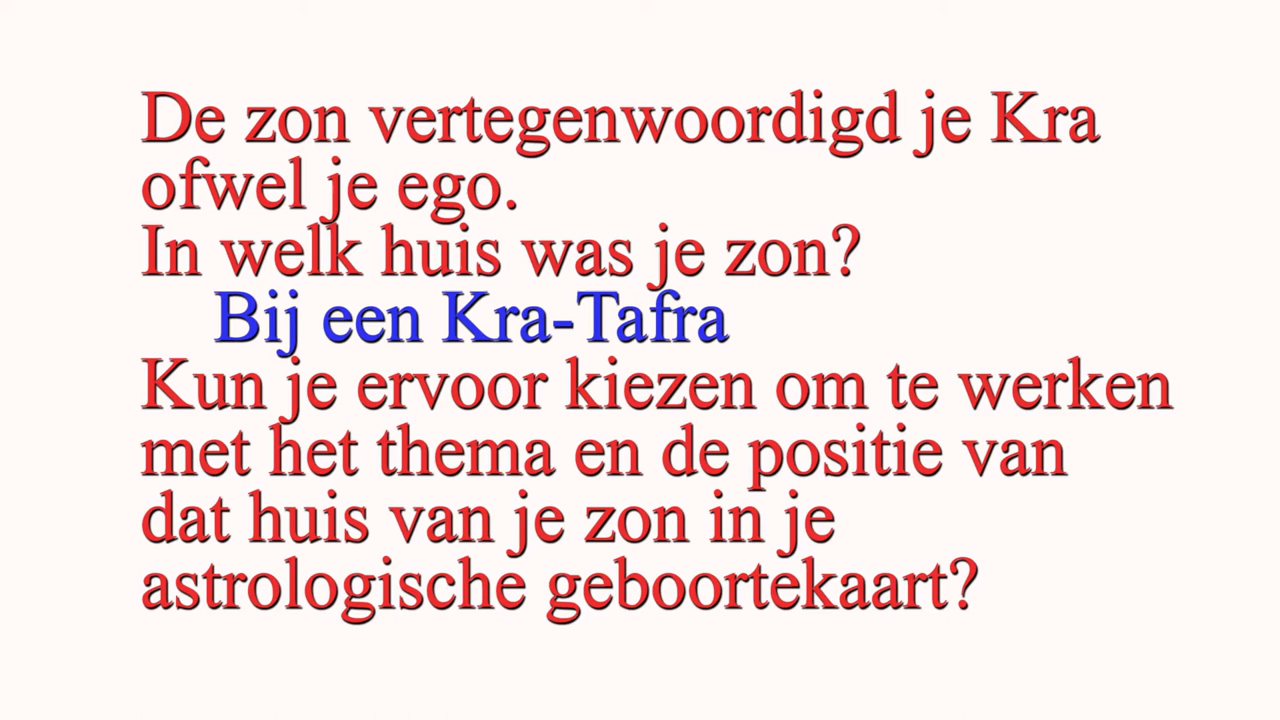 De zon vertegenwoordigd je Kra
ofwel je ego.
In welk huis was je zon?
Bij een Kra-Tafra
Kun je ervoor kiezen om te werken
met het thema en de positie van
dat huis van je zon in je
astrologische geboortekaart?